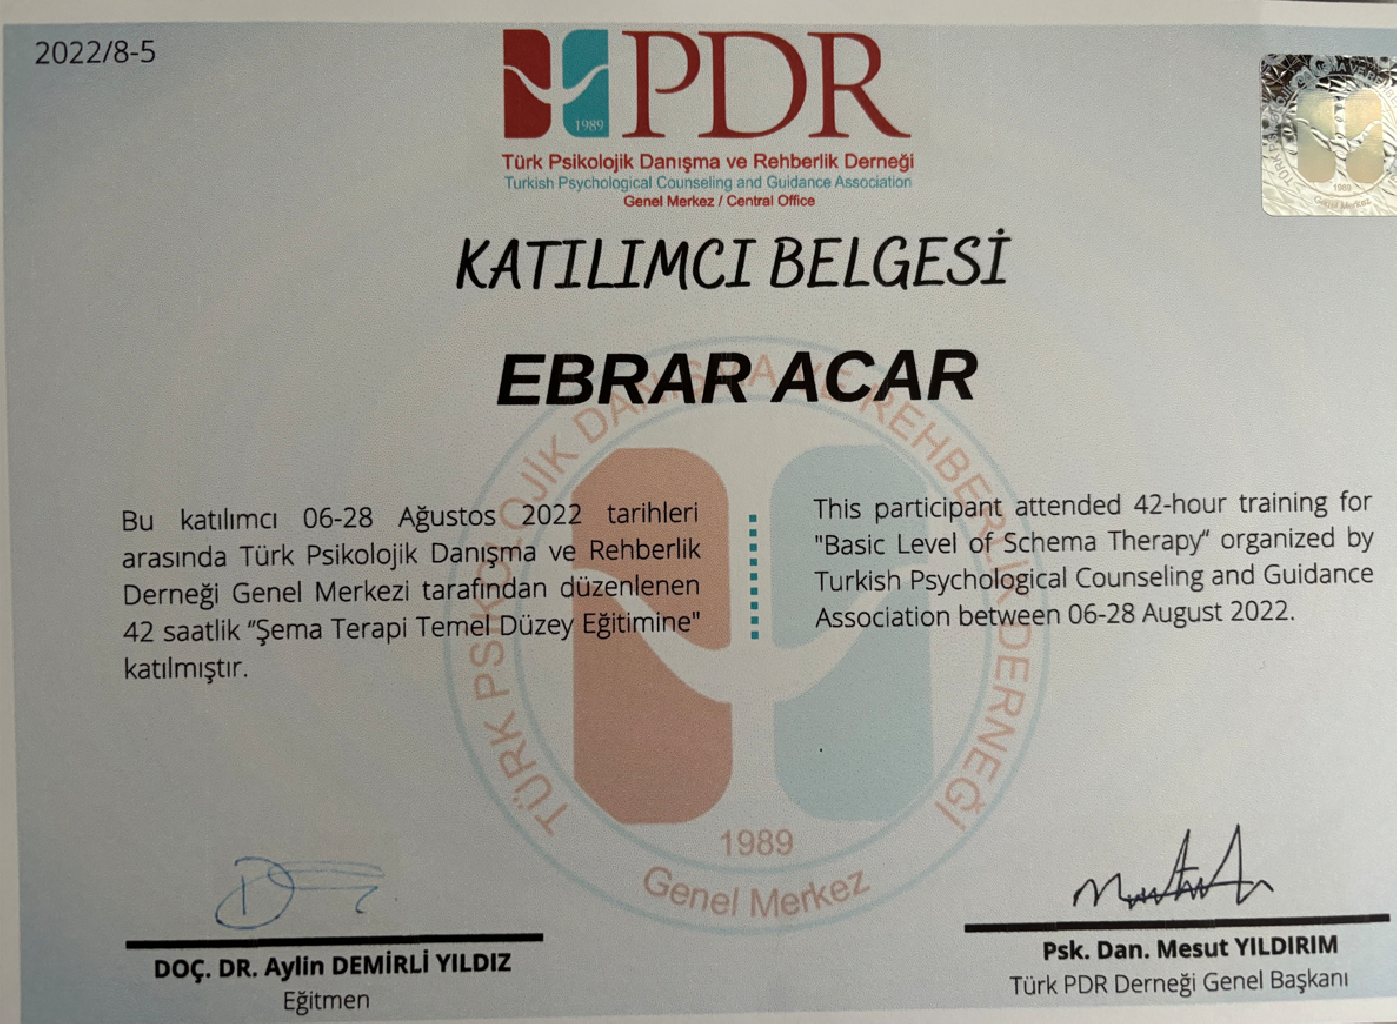 2022/8-5
1989
PDR
Türk Psikolojik Danışma ve Rehberlik Derneği
Turkish Psychological Counseling and Guidance Association
Genel Merkez / Central Office
KATILIMCI BELGESİ
EBRAR ACAR
Bu katılımcı 06-28 Ağustos 2022 tarihleri
arasında Türk Psikolojik Danışma ve Rehberlik
Derneği Genel Merkezi tarafından düzenlenen
42 saatlik “Şema Terapi Temel Düzey Eğitimine"
katılmıştır.
This participant attended 42-hour training for
"Basic Level of Schema Therapy” organized by
Turkish Psychological Counseling and Guidance
Association between 06-28 August 2022.
TÜRK PSİKOLOJİK DANIŞMA VE REHBERLİK DERNEĞİ
1989
Genel Merkez
DOÇ. DR. Aylin DEMİRLİ YILDIZ
Eğitmen
Psk. Dan. Mesut YILDIRIM
Türk PDR Derneği Genel Başkanı
1989
Genel Merkez